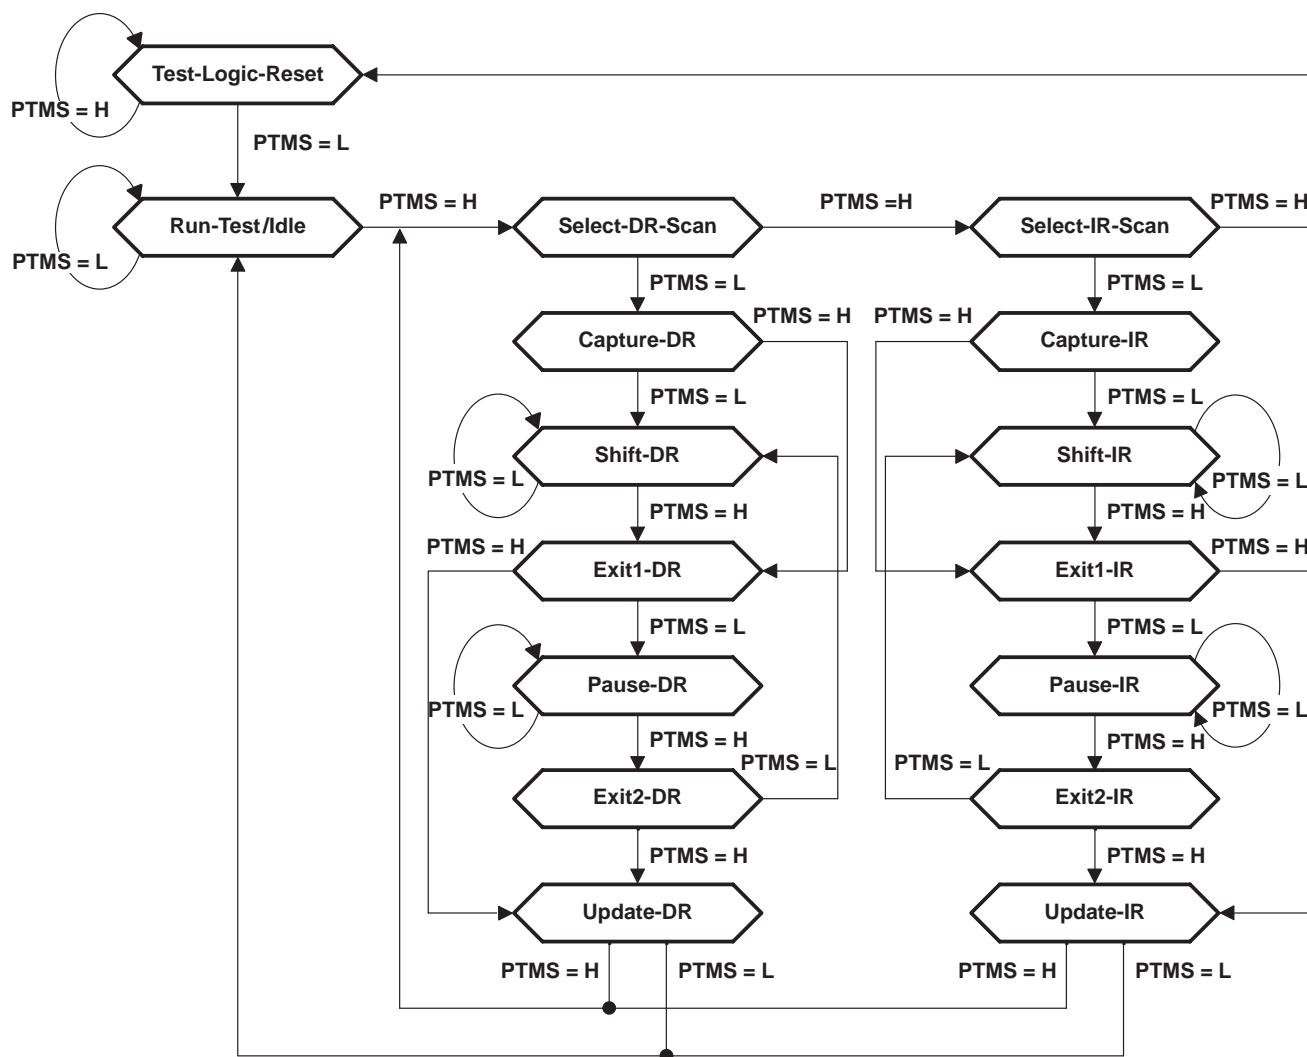 Test-Logic-Reset
PTMS = H
PTMS = L
PTMS = H
PTMS =H
PTMS = H
Run-Test/Idle
Select-DR-Scan
Select-IR-Scan
PTMS = L
PTMS = L
PTMS = L
PTMS = H
PTMS = H
Capture-DR
Capture-IR
PTMS = L
PTMS = L
Shift-DR
Shift-IR
PTMS = L
PTMS = L
PTMS = H
PTMS = H
PTMS = H
PTMS = H
Exit1-DR
Exit1-IR
PTMS = L
PTMS = L
Pause-DR
Pause-IR
PTMS = L
PTMS = L
PTMS = H
PTMS = H
PTMS = L
PTMS = L
Exit2-DR
Exit2-IR
PTMS = H
PTMS = H
Update-DR
Update-IR
PTMS = H
PTMS = L
PTMS = H
PTMS = L